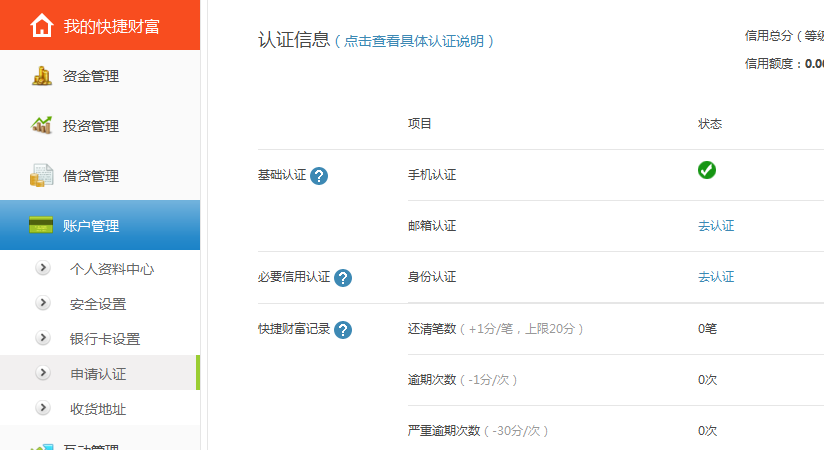 我的快捷财富
资金管理
投资管理
借贷管理
账户管理
个人资料中心
安全设置
银行卡设置
申请认证
收货地址
互动管理
认证信息（点击查看具体认证说明）
信用总分（等级
信用额度：0.00
项目 状态
基础认证 ? 手机认证
邮箱认证 去认证
必要信用认证 ? 身份认证 去认证
快捷财富记录 ? 还清笔数（+1分/笔，上限20分） 0笔
逾期次数（-1分/次） 0次
严重逾期次数（-30分/次） 0次